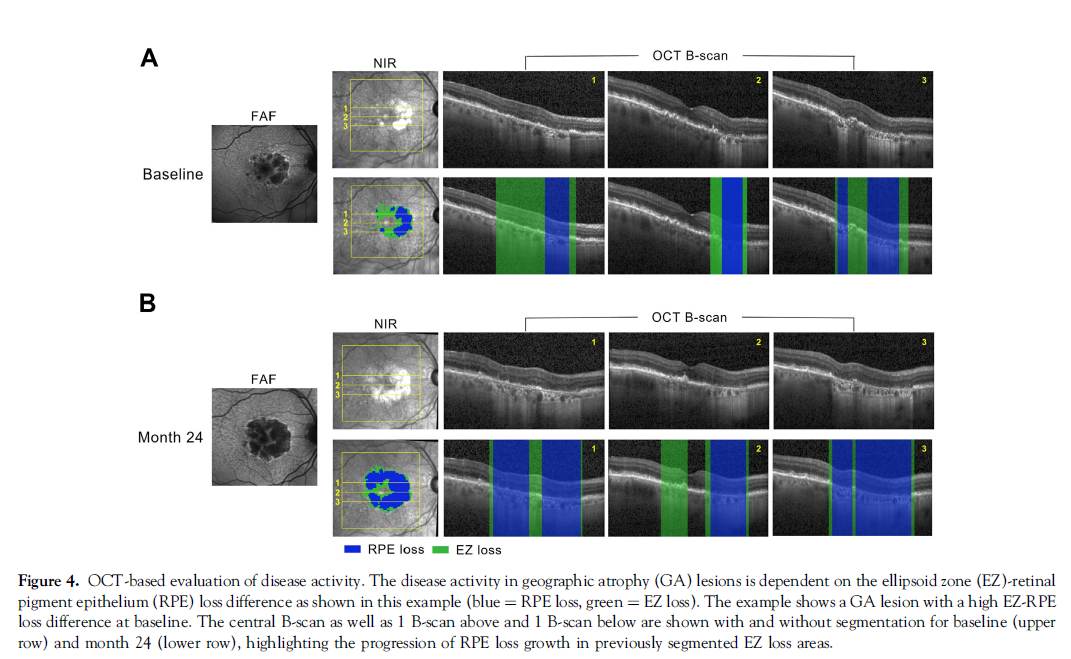 A
NIR
OCT B-scan
FAF
Baseline
1
2
3
1
2
3
1
2
3
1
2
3
B
NIR
OCT B-scan
FAF
Month 24
1
2
3
1
2
3
1
2
3
1
2
3
RPE loss EZ loss
Figure 4. OCT-based evaluation of disease activity. The disease activity in geographic atrophy (GA) lesions is dependent on the ellipsoid zone (EZ)-retinal
pigment epithelium (RPE) loss difference as shown in this example (blue = RPE loss, green = EZ loss). The example shows a GA lesion with a high EZ-RPE
loss difference at baseline. The central B-scan as well as 1 B-scan above and 1 B-scan below are shown with and without segmentation for baseline (upper
row) and month 24 (lower row), highlighting the progression of RPE loss growth in previously segmented EZ loss areas.